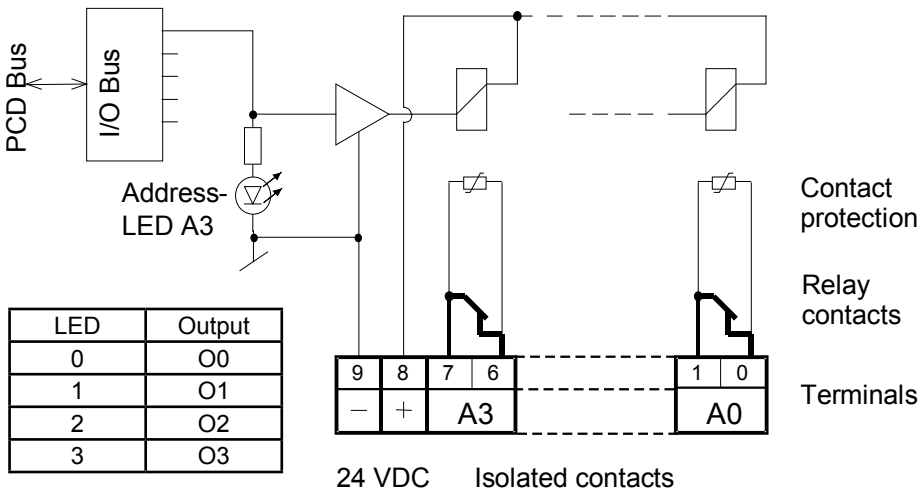 PCD Bus
I/O Bus
Address-
LED A3
Contact
protection
Relay
contacts
LED Output
0 O0
1 O1
2 O2
3 O3
9 8 7 6 1 0
− + A3 A0
Terminals
24 VDC Isolated contacts